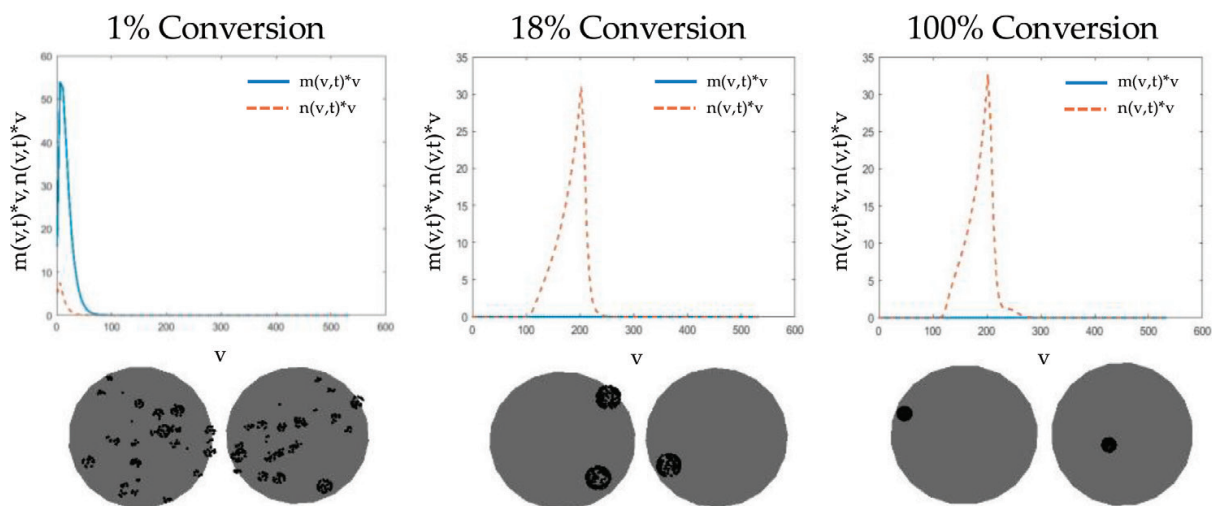 1% Conversion
60
50
40
30
20
10
0
m(v,t)*v, n(v,t)*v
m(v,t)*v
n(v,t)*v
0 100 200 300 400 500 600
v
18% Conversion
35
30
25
20
15
10
5
0
m(v,t)*v, n(v,t)*v
m(v,t)*v
n(v,t)*v
0 100 200 300 400 500 600
v
100% Conversion
35
30
25
20
15
10
5
0
m(v,t)*v, n(v,t)*v
m(v,t)*v
n(v,t)*v
0 100 200 300 400 500 600
v